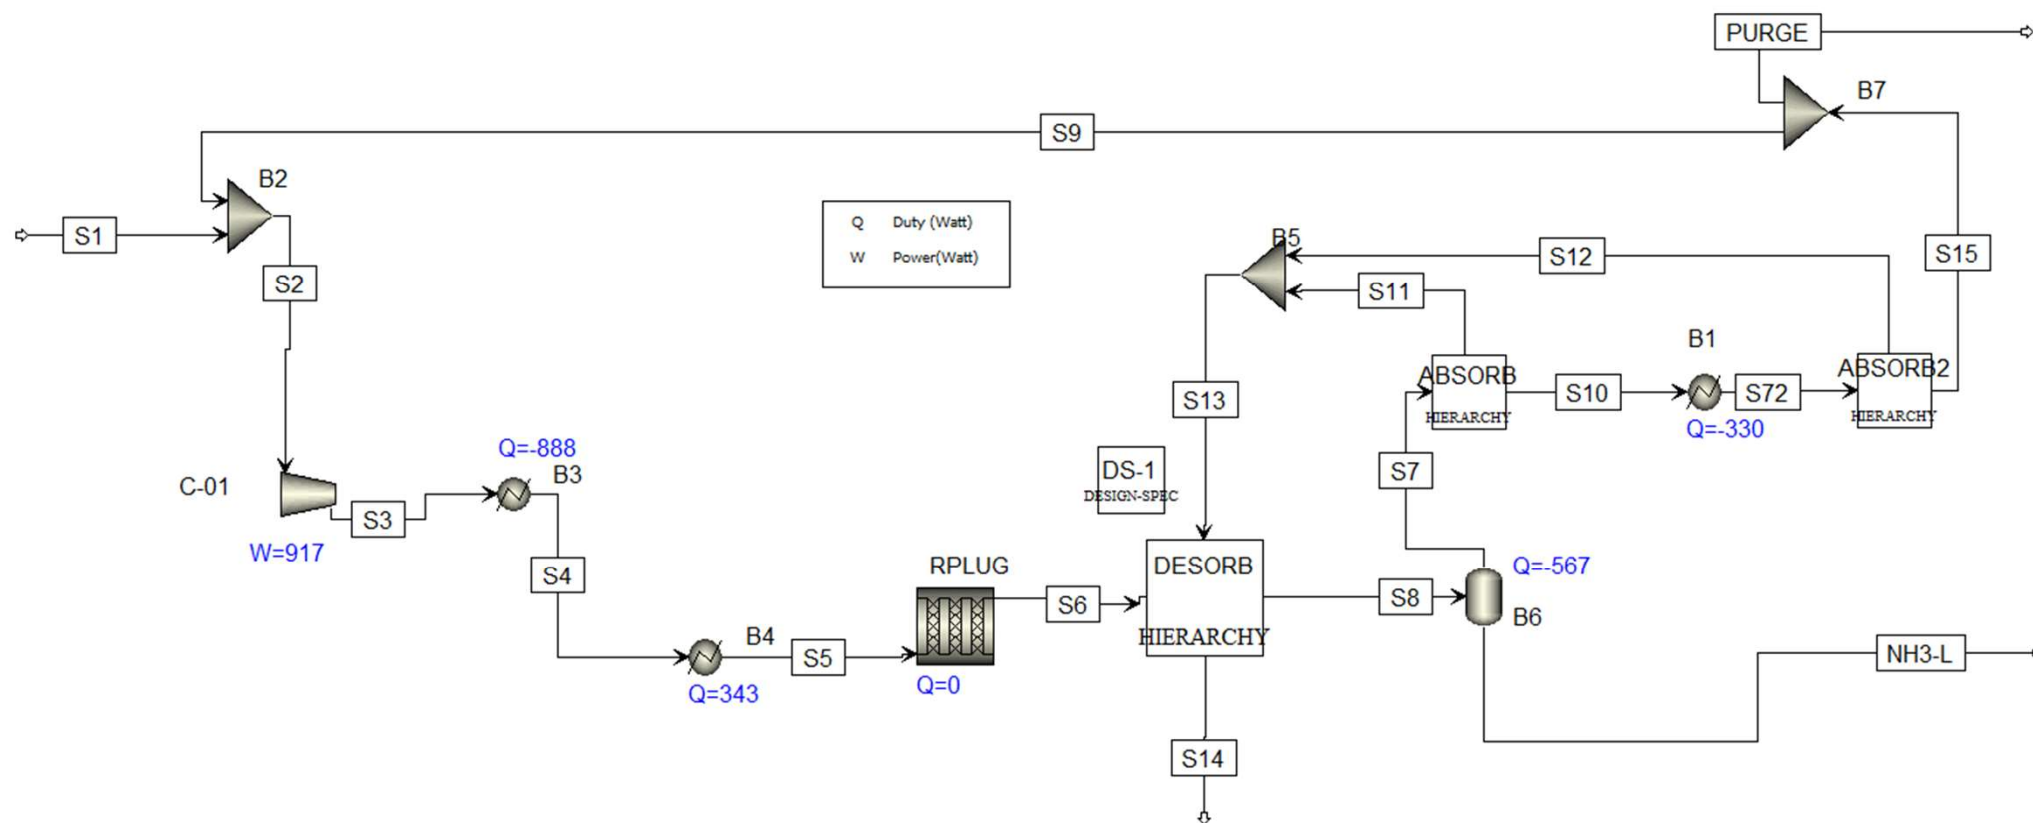 PURGE
B7
S9
B2
S1
S2
Q Duty (Watt)
W Power(Watt)
B5
S12
S15
S11
B1
ABSORB
HIERARCHY
S10
S72
ABSORB2
HIERARCHY
Q=-330
S13
S7
DS-1
DESIGN-SPEC
Q=-888
B3
C-01
S3
W=917
S4
RPLUG
DESORB
HIERARCHY
Q=-567
S6
S8
B6
B4
S5
Q=343
Q=0
NH3-L
S14